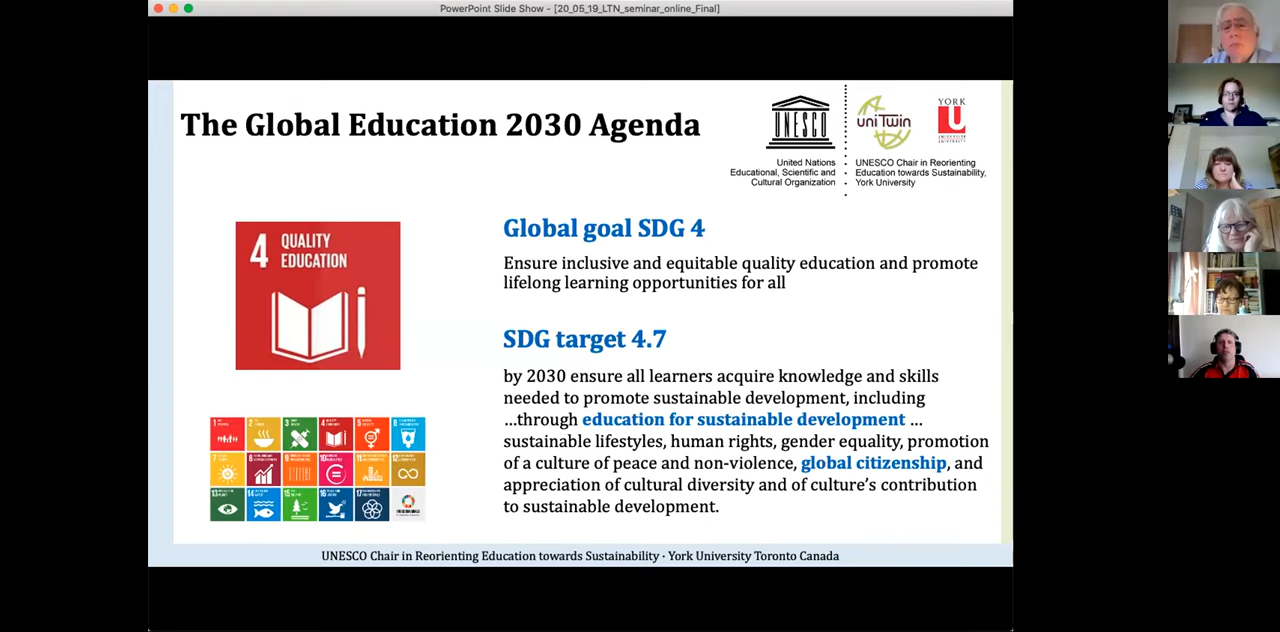 PowerPoint Slide Show - [20_05_19_LTN_seminar_online_Final]
The Global Education 2030 Agenda
UNESCO
uniTwin
YORK
United Nations
Educational, Scientific and
Cultural Organization
UNESCO Chair in Reorienting
Education towards Sustainability,
York University
4 QUALITY
EDUCATION
Global goal SDG 4
Ensure inclusive and equitable quality education and promote
lifelong learning opportunities for all
SDG target 4.7
by 2030 ensure all learners acquire knowledge and skills
needed to promote sustainable development, including
...through education for sustainable development ...
sustainable lifestyles, human rights, gender equality, promotion
of a culture of peace and non-violence, global citizenship, and
appreciation of cultural diversity and of culture's contribution
to sustainable development.
UNESCO Chair in Reorienting Education towards Sustainability · York University Toronto Canada